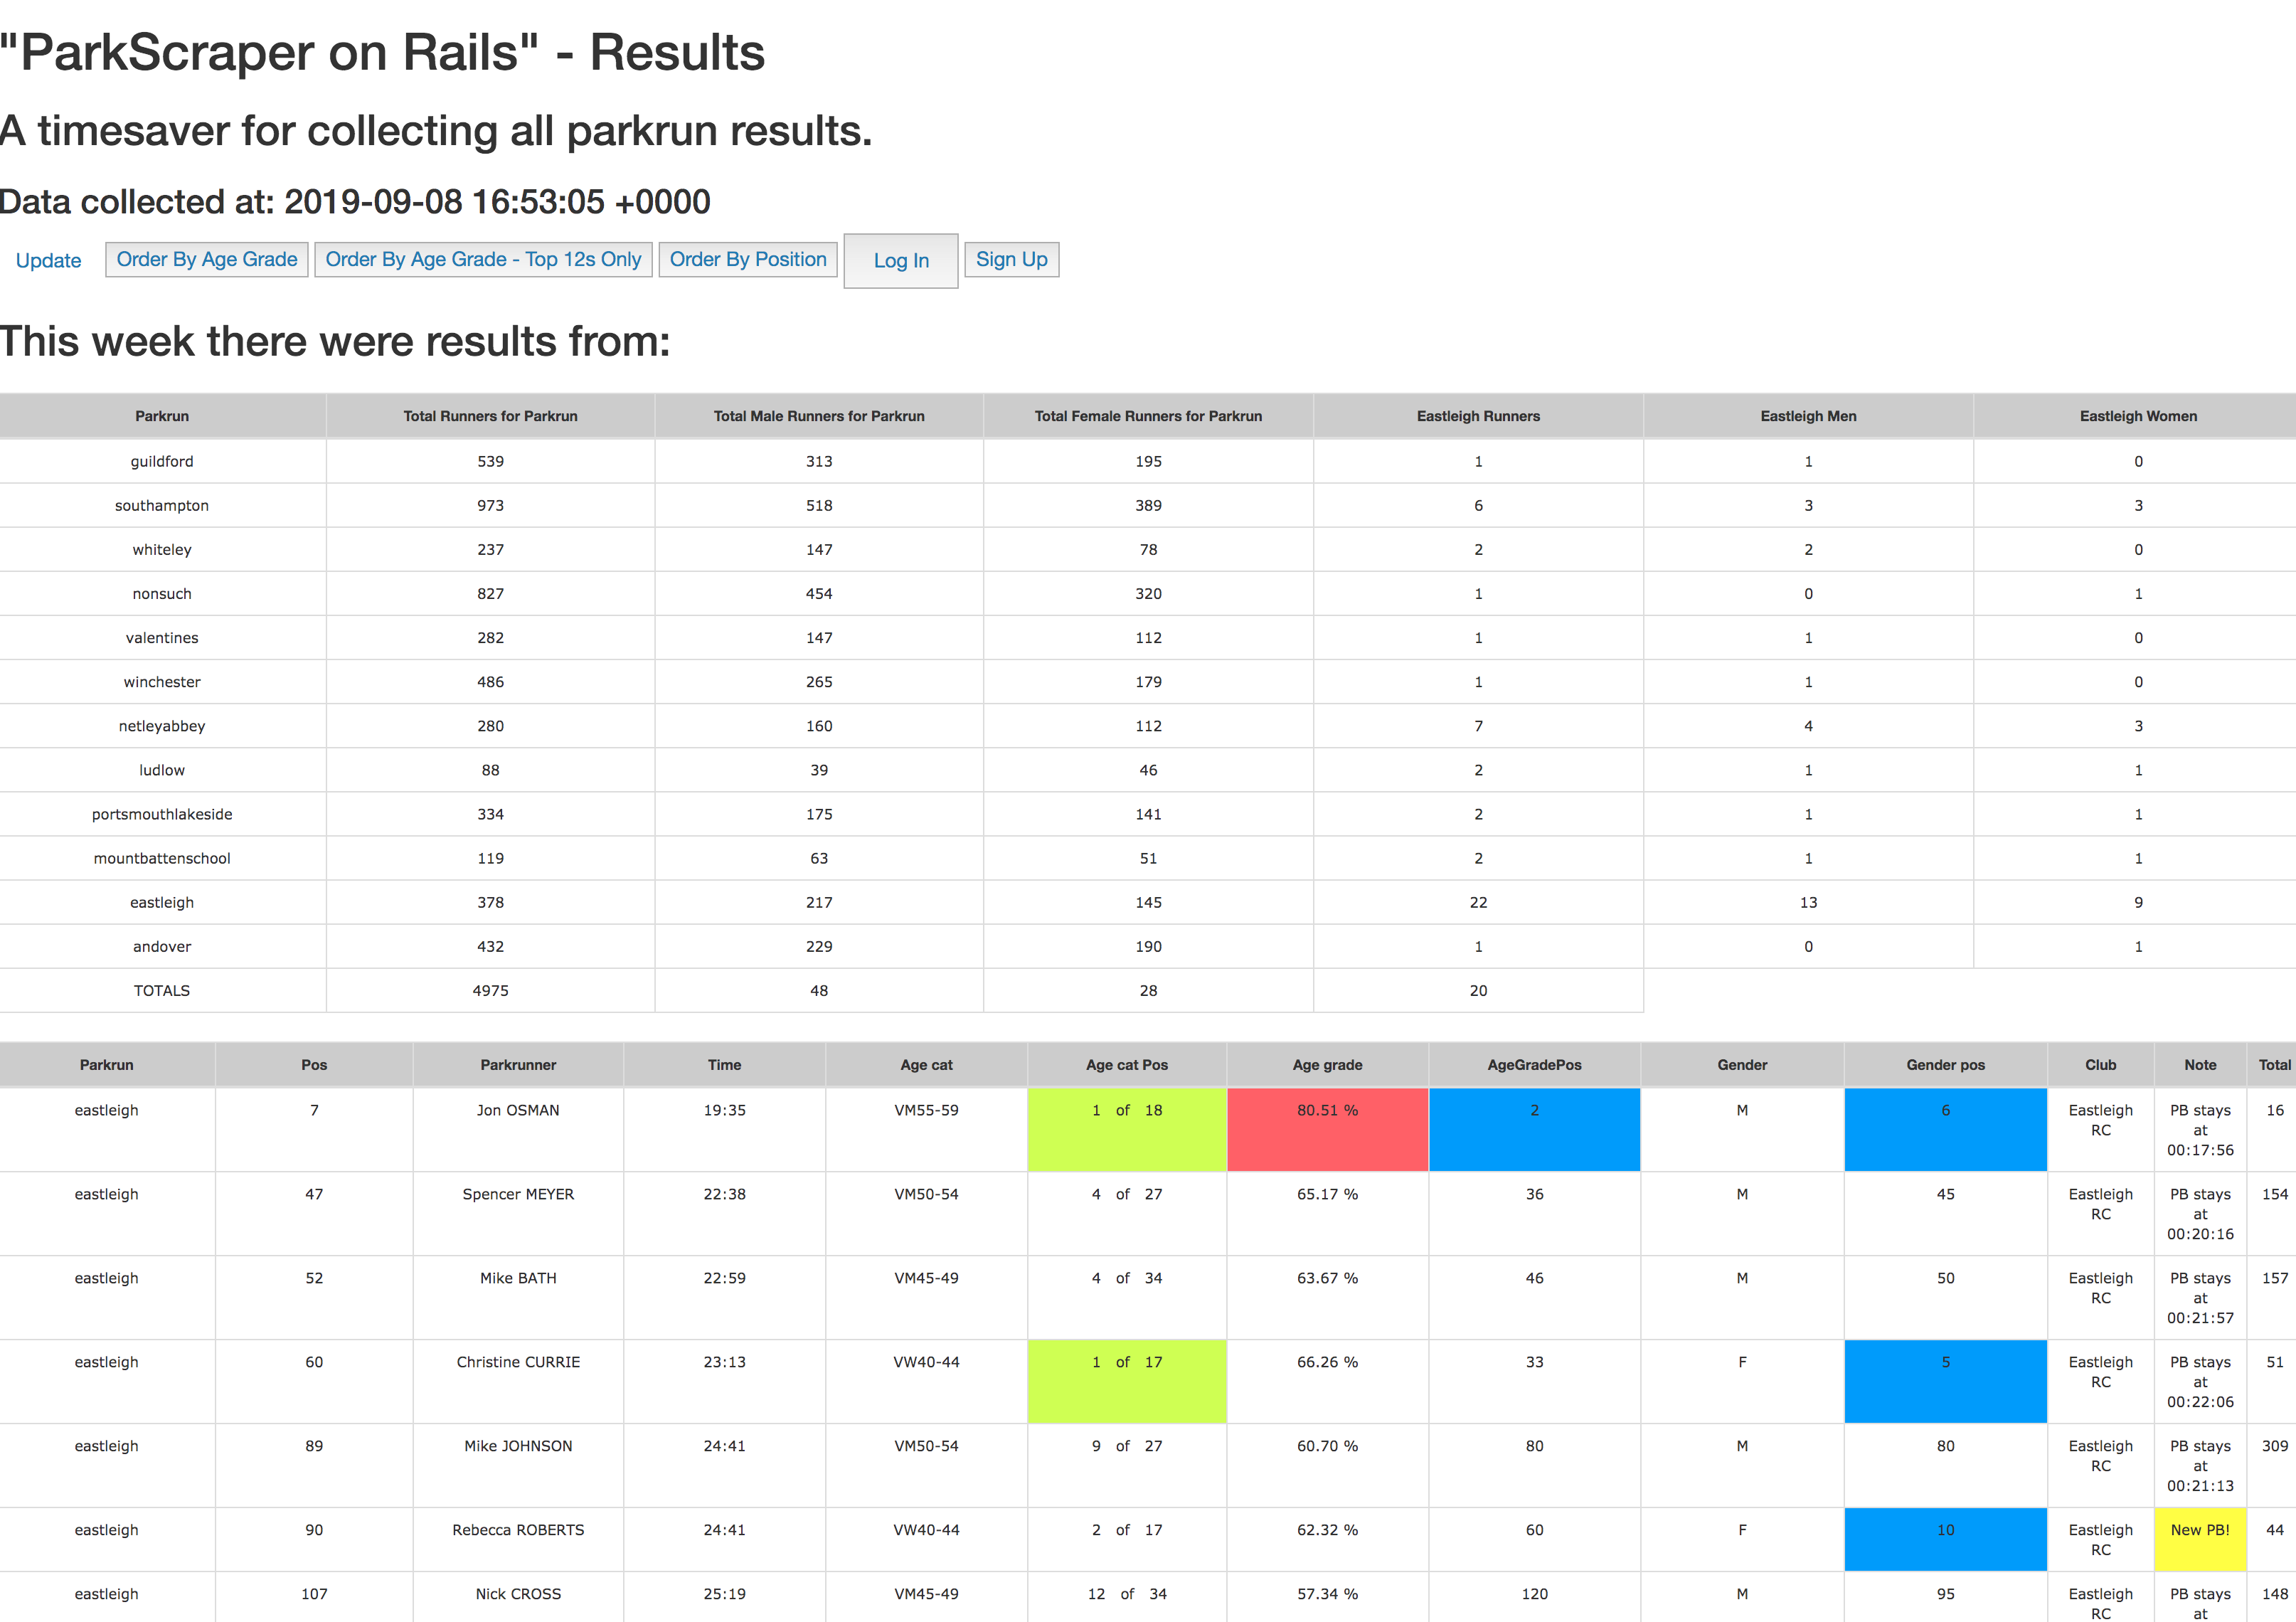 "ParkScraper on Rails" - Results
A timesaver for collecting all parkrun results.
Data collected at: 2019-09-08 16:53:05 +0000
Update Order By Age Grade Order By Age Grade - Top 12s Only Order By Position Log In Sign Up
This week there were results from:
Parkrun Total Runners for Parkrun Total Male Runners for Parkrun Total Female Runners for Parkrun Eastleigh Runners Eastleigh Men Eastleigh Women
guildford 539 313 195 1 1 0
southampton 973 518 389 6 3 3
whiteley 237 147 78 2 2 0
nonsuch 827 454 320 1 0 1
valentines 282 147 112 1 1 0
winchester 486 265 179 1 1 0
netleyabbey 280 160 112 7 4 3
ludlow 88 39 46 2 1 1
portsmouthlakeside 334 175 141 2 1 1
mountbattenschool 119 63 51 2 1 1
eastleigh 378 217 145 22 13 9
andover 432 229 190 1 0 1
TOTALS 4975 48 28 20
Parkrun Pos Parkrunner Time Age cat Age cat Pos Age grade AgeGradePos Gender Gender pos Club Note Total
eastleigh 7 Jon OSMAN 19:35 VM55-59 1 of 18 80.51 % 2 M 6 Eastleigh PB stays 16
RC at
00:17:56
eastleigh 47 Spencer MEYER 22:38 VM50-54 4 of 27 65.17 % 36 M 45 Eastleigh PB stays 154
RC at
00:20:16
eastleigh 52 Mike BATH 22:59 VM45-49 4 of 34 63.67 % 46 M 50 Eastleigh PB stays 157
RC at
00:21:57
eastleigh 60 Christine CURRIE 23:13 VW40-44 1 of 17 66.26 % 33 F 5 Eastleigh PB stays 51
RC at
00:22:06
eastleigh 89 Mike JOHNSON 24:41 VM50-54 9 of 27 60.70 % 80 M 80 Eastleigh PB stays 309
RC at
00:21:13
eastleigh 90 Rebecca ROBERTS 24:41 VW40-44 2 of 17 62.32 % 60 F 10 Eastleigh New PB! 44
RC
eastleigh 107 Nick CROSS 25:19 VM45-49 12 of 34 57.34 % 120 M 95 Eastleigh PB stays 148
RC at